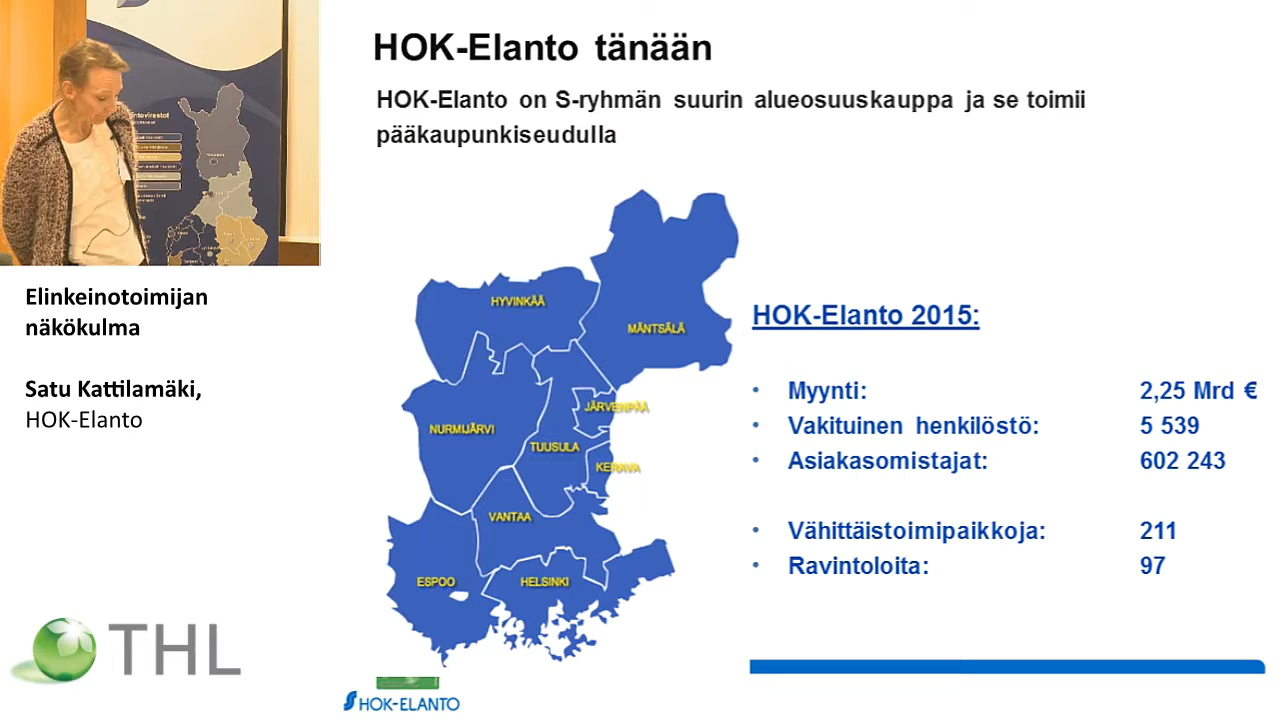 HOK-Elanto tänään
HOK-Elanto on S-ryhmän suurin alueosuuskauppa ja se toimii
pääkaupunkiseudulla
Elinkeinotoimijan
näkökulma
Satu Kattilamäki,
HOK-Elanto
HYVINKÄÄ
MÄNTSÄLÄ
JÄRVENPÄÄ
NURMIJÄRVI
TUUSULA
KERAVA
VANTAA
ESPOO
HELSINKI
HOK-Elanto 2015:
• Myynti: 2,25 Mrd €
• Vakituinen henkilöstö: 5 539
• Asiakasomistajat: 602 243
• Vähittäistoimipaikkoja: 211
• Ravintoloita: 97
THL
HOK-ELANTO